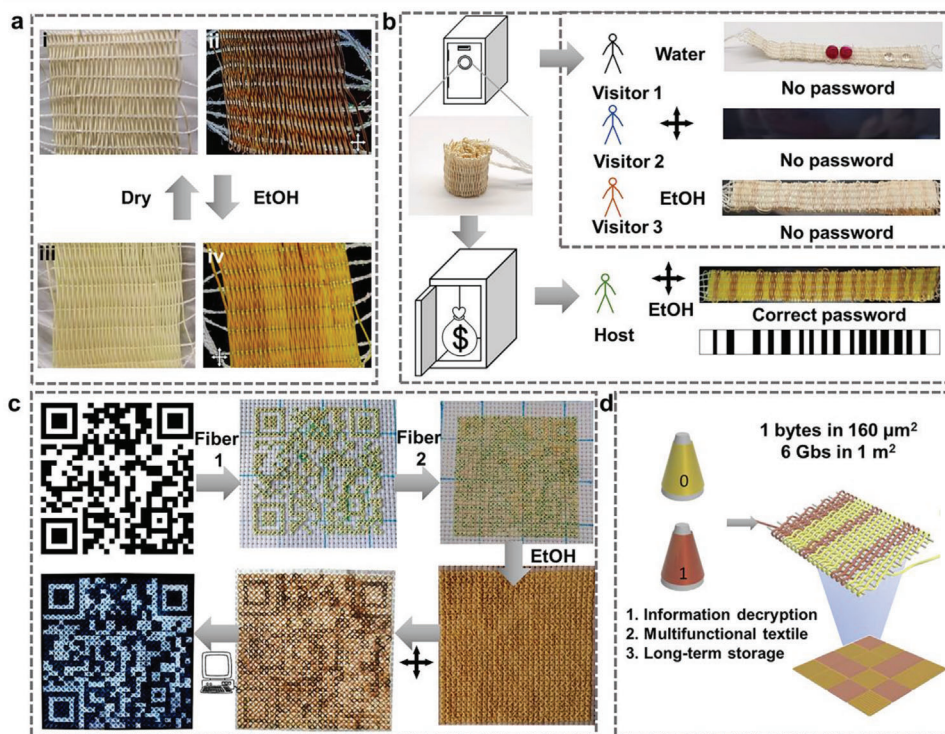 a
i
ii
Dry
EtOH
iii
iv
b
Water
Visitor 1
No password
Visitor 2
No password
EtOH
Visitor 3
No password
$
EtOH
Host
Correct password
c
Fiber
1
Fiber
2
EtOH
d
1 bytes in 160 µm²
6 Gbs in 1 m²
0
1
1. Information decryption
2. Multifunctional textile
3. Long-term storage